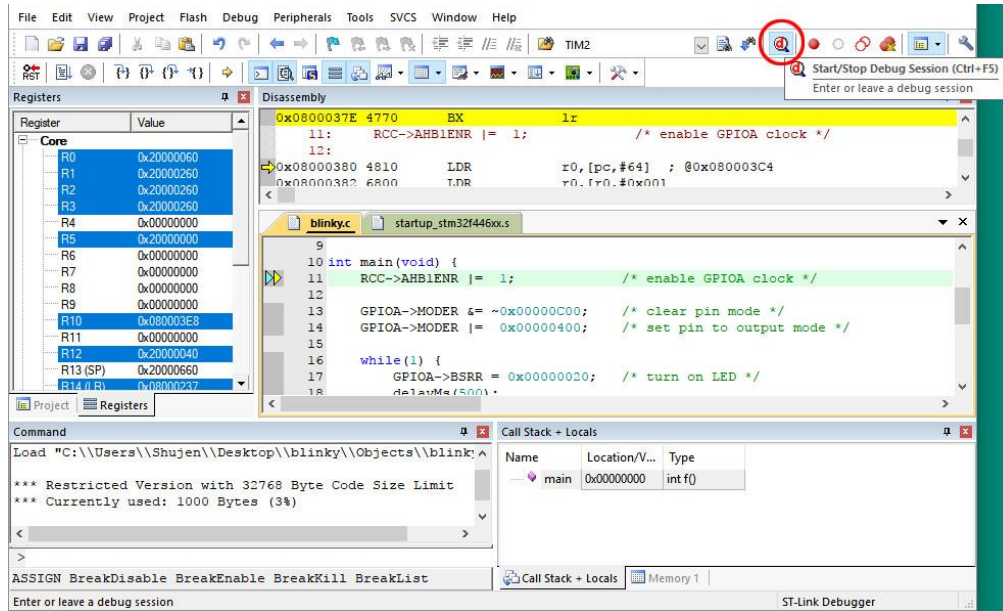 File Edit View Project Flash Debug Peripherals Tools SVCS Window Help
TIM2
RST
Start/Stop Debug Session (Ctrl+F5)
Enter or leave a debug session
Registers
Register Value
Core
R0 0x20000060
R1 0x20000260
R2 0x20000260
R3 0x20000260
R4 0x00000000
R5 0x20000000
R6 0x00000000
R7 0x00000000
R8 0x00000000
R9 0x00000000
R10 0x080003E8
R11 0x00000000
R12 0x20000040
R13 (SP) 0x20000660
R14 (LR) 0x08000237
Project Registers
Disassembly
0x0800037E 4770 BX lr
11: RCC->AHB1ENR |= 1; /* enable GPIOA clock */
12:
0x08000380 4810 LDR r0,[pc,#64] ; @0x080003C4
0x08000382 6800 LDR r0,[r0,#0x00]
blinky.c startup_stm32f446xx.s
9
10 int main(void) {
11 RCC->AHB1ENR |= 1; /* enable GPIOA clock */
12
13 GPIOA->MODER &= ~0x00000C00; /* clear pin mode */
14 GPIOA->MODER |= 0x00000400; /* set pin to output mode */
15
16 while(1) {
17 GPIOA->BSRR = 0x00000020; /* turn on LED */
18 delayMs(500);
Command
Load "C:\\Users\\Shujen\\Desktop\\blinky\\Objects\\blinky
*** Restricted Version with 32768 Byte Code Size Limit
*** Currently used: 1000 Bytes (3%)
>
ASSIGN BreakDisable BreakEnable BreakKill BreakList
Call Stack + Locals
Name Location/V... Type
main 0x00000000 int f()
Call Stack + Locals Memory 1
Enter or leave a debug session ST-Link Debugger